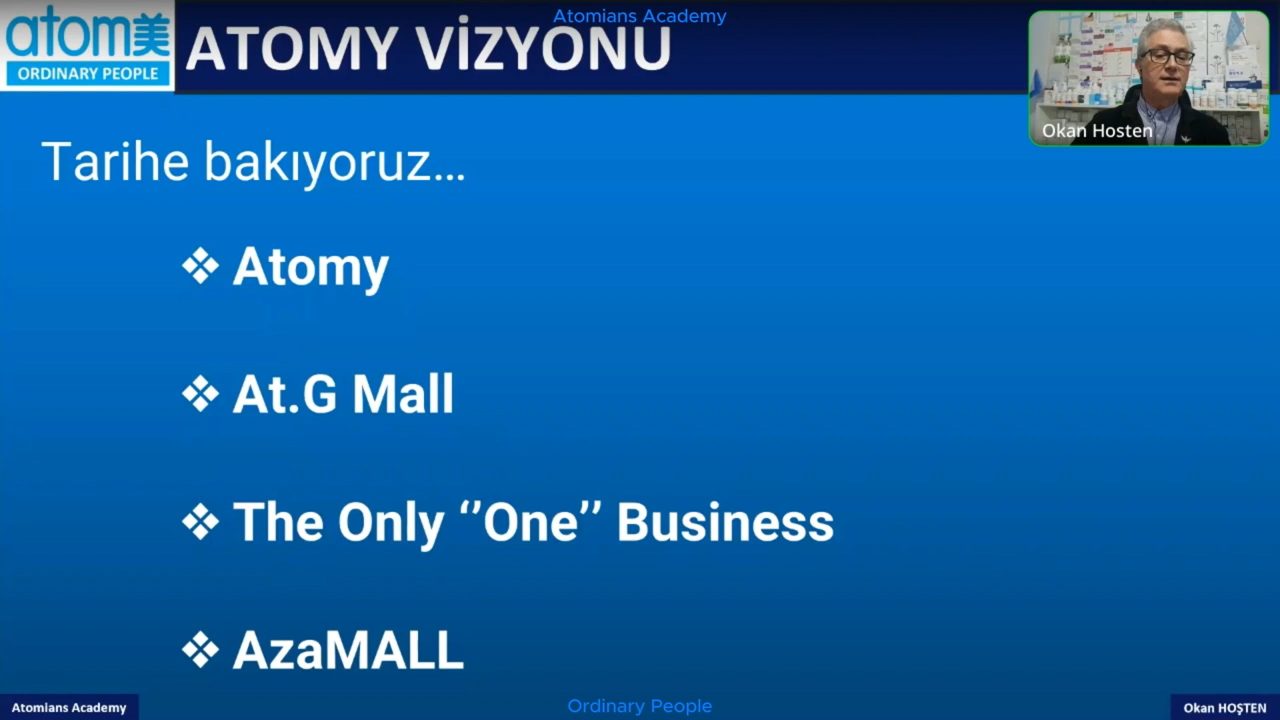 Atomians Academy
atom美
ORDINARY PEOPLE
ATOMY VİZYONU
Okan Hosten
Tarihe bakıyoruz...
❖ Atomy
❖ At.G Mall
❖ The Only ‘’One’’ Business
❖ AzaMALL
Atomians Academy
Ordinary People
Okan HOŞTEN